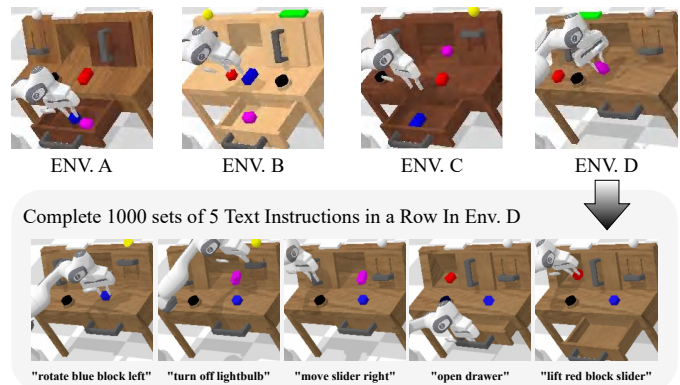 ENV. A
ENV. B
ENV. C
ENV. D
Complete 1000 sets of 5 Text Instructions in a Row In Env. D
"rotate blue block left"
"turn off lightbulb"
"move slider right"
"open drawer"
"lift red block slider"